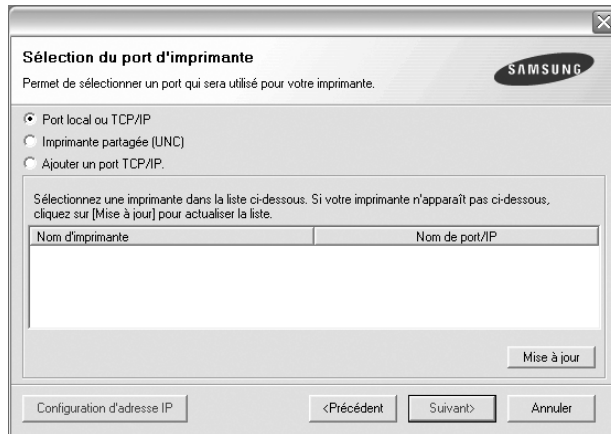 Sélection du port d'imprimante
Permet de sélectionner un port qui sera utilisé pour votre imprimante.
SAMSUNG
Port local ou TCP/IP
Imprimante partagée (UNC)
Ajouter un port TCP/IP.
Sélectionnez une imprimante dans la liste ci-dessous. Si votre imprimante n'apparaît pas ci-dessous,
cliquez sur [Mise à jour] pour actualiser la liste.
Nom d'imprimante Nom de port/IP
Mise à jour
Configuration d'adresse IP <Précédent Suivant> Annuler